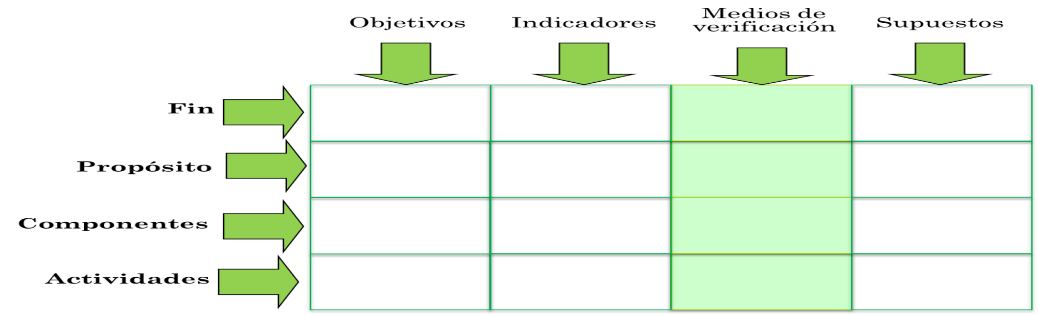 Objetivos
Indicadores
Medios de
verificación
Supuestos
Fin
Propósito
Componentes
Actividades